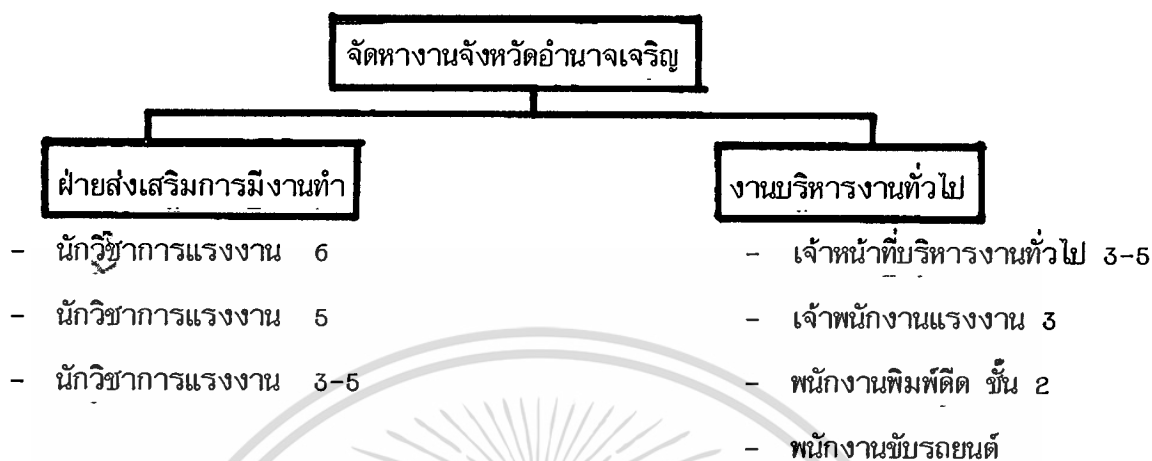 จัดหางานจังหวัดอำนาจเจริญ
ฝ่ายส่งเสริมการมีงานทำ
- นักวิชาการแรงงาน 6
- นักวิชาการแรงงาน 5
- นักวิชาการแรงงาน 3-5
งานบริหารงานทั่วไป
- เจ้าหน้าที่บริหารงานทั่วไป 3-5
- เจ้าพนักงานแรงงาน 3
- พนักงานพิมพ์ดีด ชั้น 2
- พนักงานขับรถยนต์